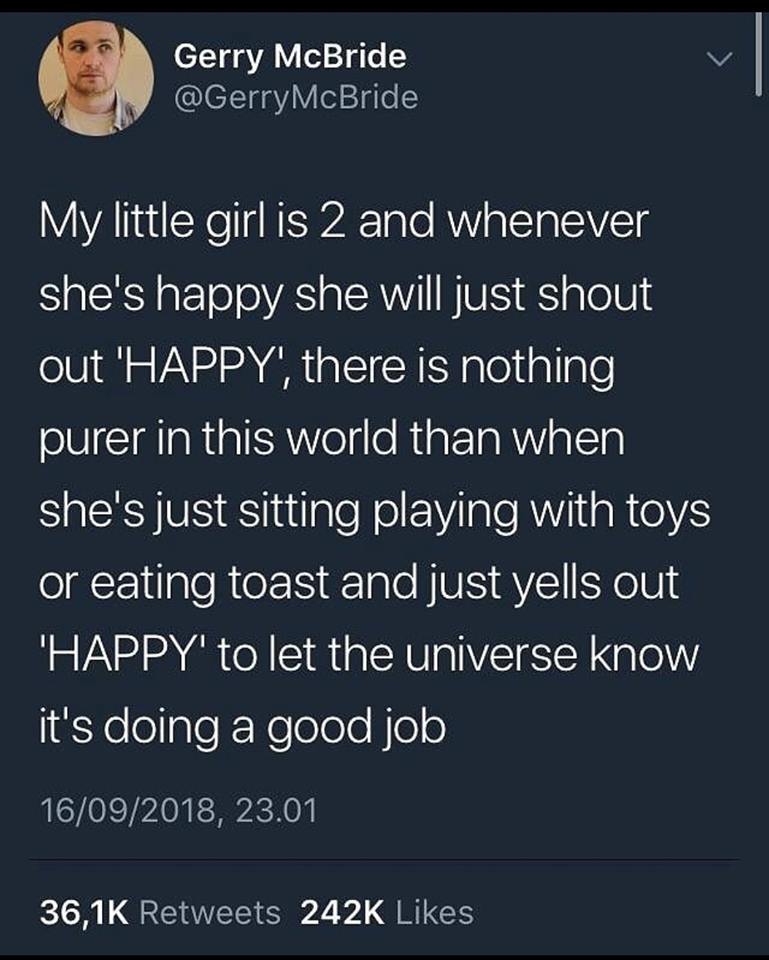 Gerry McBride
@GerryMcBride
My little girl is 2 and whenever
she's happy she will just shout
out 'HAPPY', there is nothing
purer in this world than when
she's just sitting playing with toys
or eating toast and just yells out
'HAPPY' to let the universe know
it's doing a good job
16/09/2018, 23.01
36,1K Retweets 242K Likes